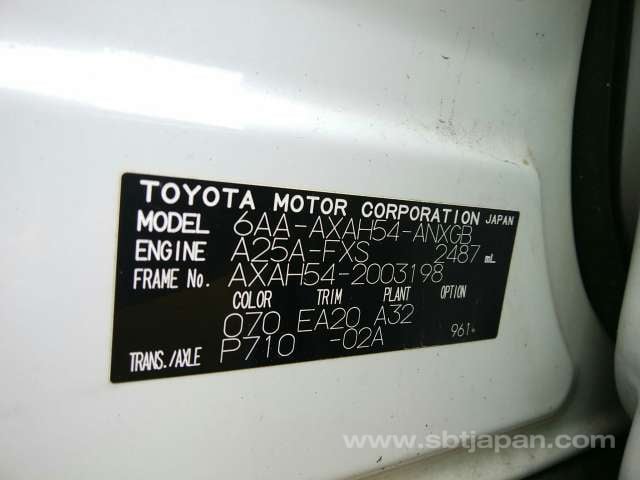 TOYOTA MOTOR CORPORATION JAPAN
MODEL 6AA-AXAH54-ANXGB
ENGINE A25A-FXS 2487 mL
FRAME No. AXAH54-2003198
COLOR TRIM PLANT OPTION
070 EA20 A32
TRANS./AXLE P710 -02A 961*
www.sbtjapan.com